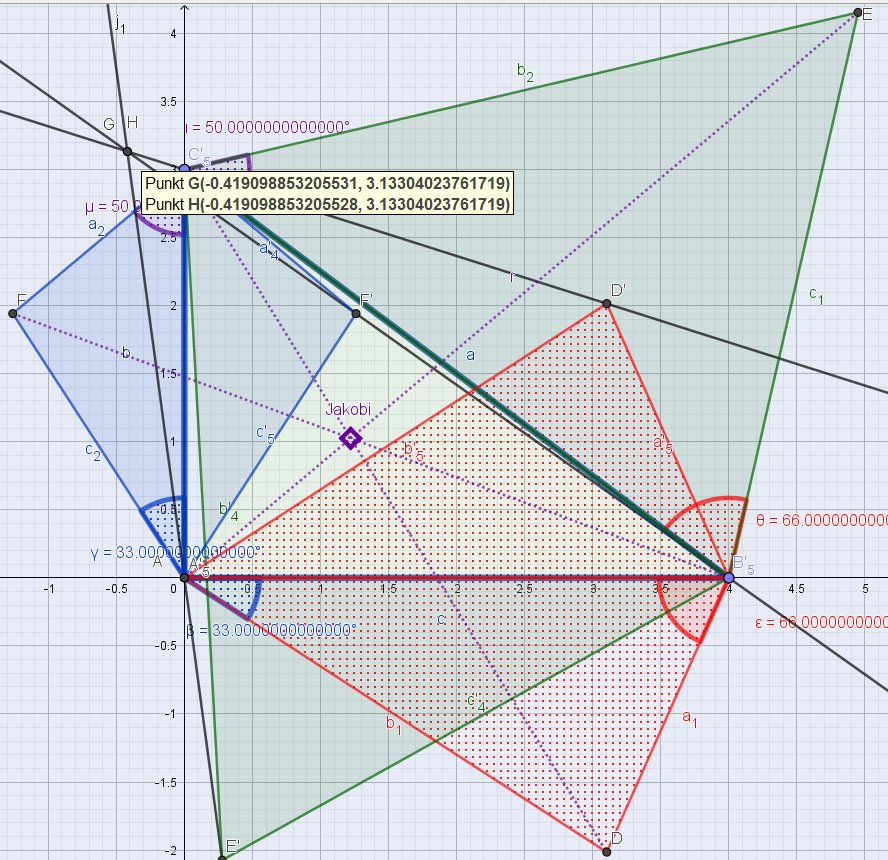 j1
4
E
b2
3.5
G H
ι = 50.0000000000000°
C'5
3
Punkt G(-0.419098853205531, 3.13304023761719)
Punkt H(-0.419098853205528, 3.13304023761719)
μ = 50.
a2
2.5
a'4
r
c1
F
F'
D'
2
b
a
1.5
Jakobi
c2
c'5
b'5
a'5
1
b'4
0.5
θ = 66.0000000000
γ = 33.0000000000000°
A
A'5
B'5
-1
-0.5
0
0.5
1
1.5
2
2.5
3
3.5
4
4.5
5
β = 33.0000000000000°
c
ε = 66.0000000000
-0.5
-1
b1
c'4
a1
-1.5
E'
D
-2